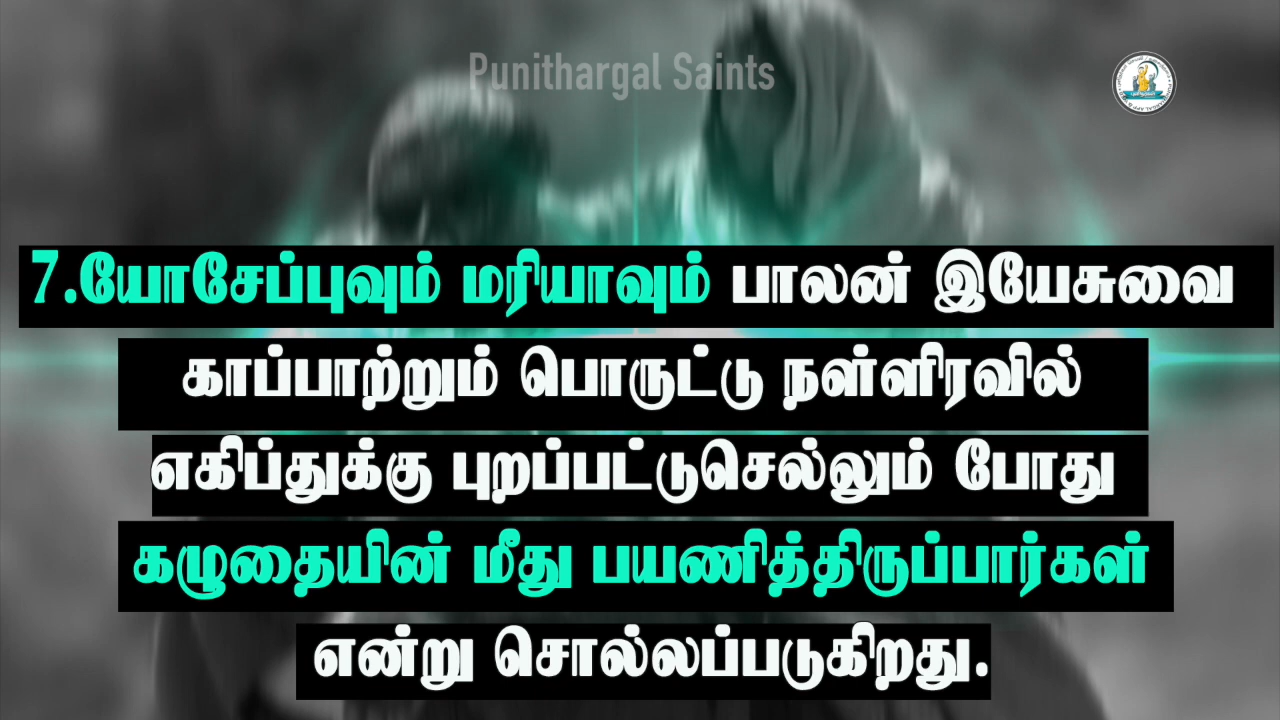 Punithargal Saints
7.யோசேப்புவும் மரியாவும் பாலன் இயேசுவை
காப்பாற்றும் பொருட்டு நள்ளிரவில்
எகிப்துக்கு புறப்பட்டுசெல்லும் போது
கழுதையின் மீது பயணித்திருப்பார்கள்
என்று சொல்லப்படுகிறது.